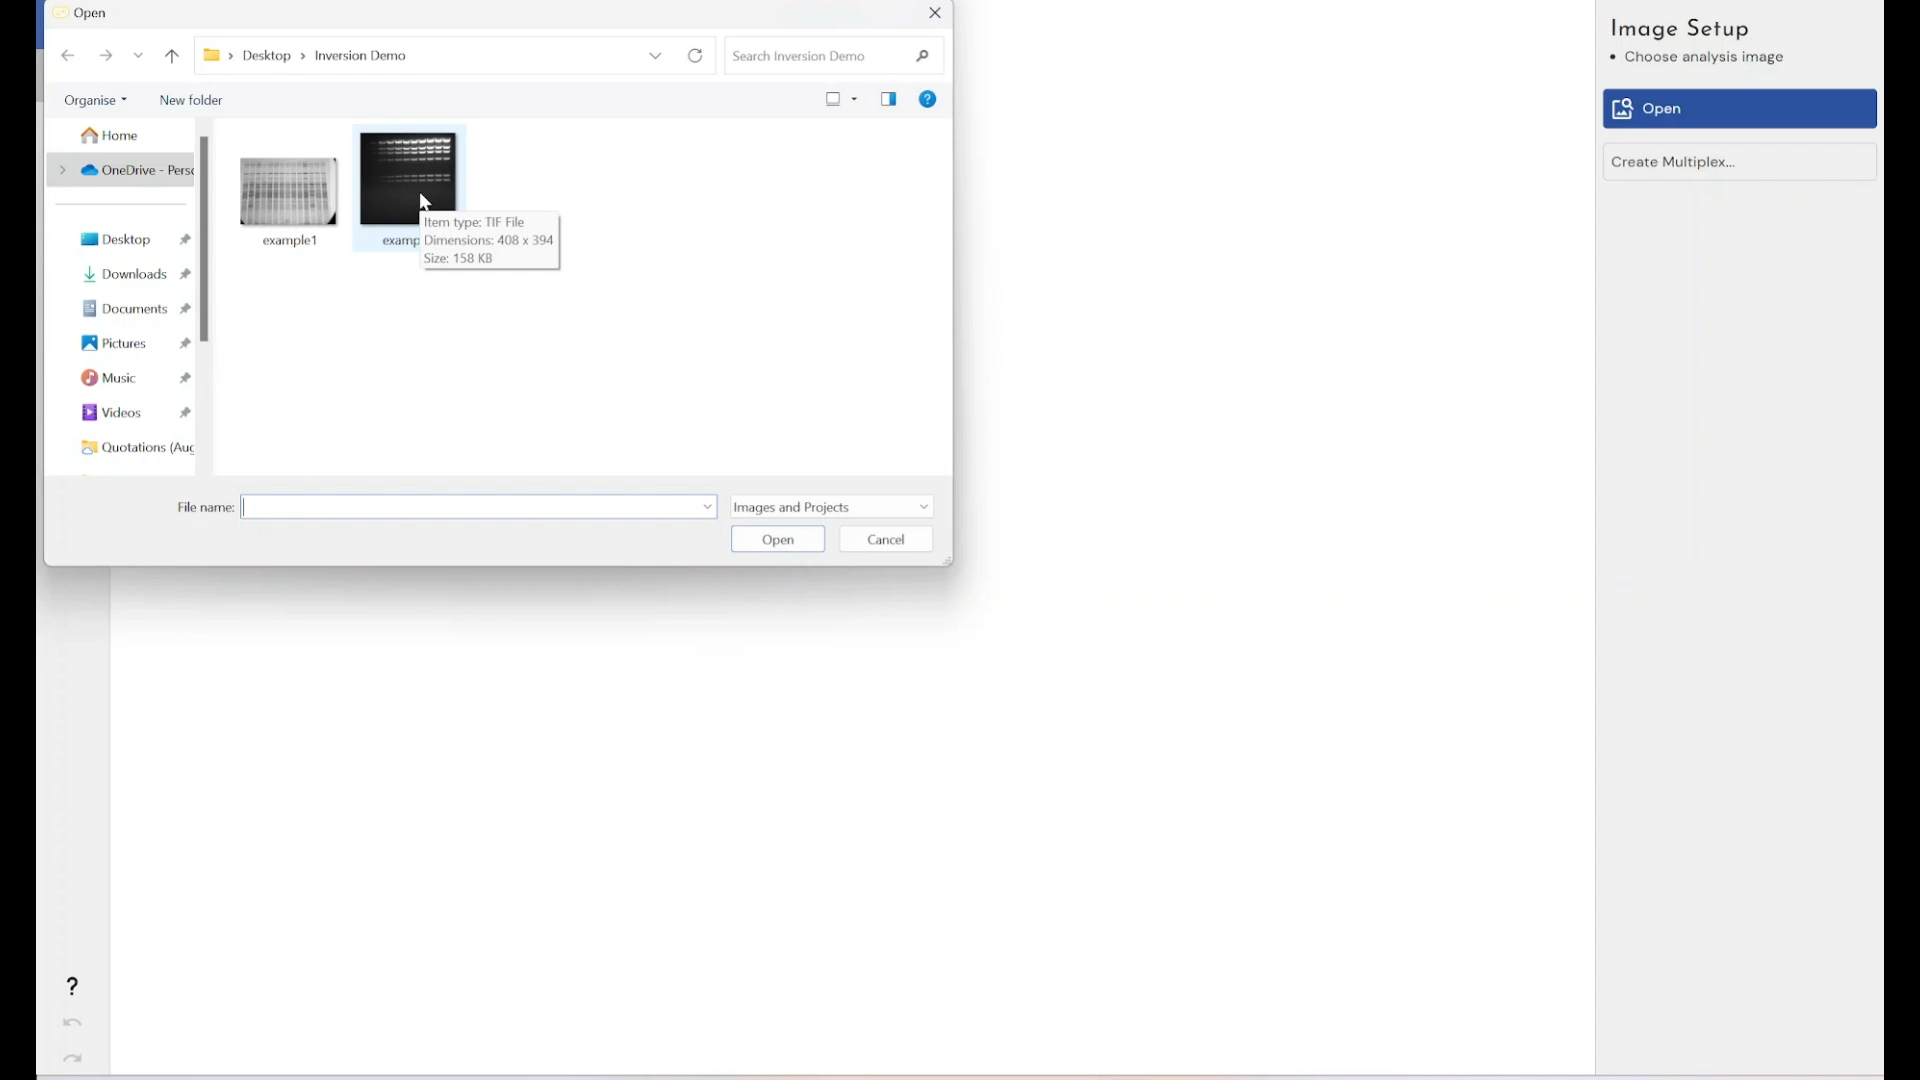 Open
Desktop > Inversion Demo
Search Inversion Demo
Organise
New folder
Home
OneDrive - Perso
Desktop
Downloads
Documents
Pictures
Music
Videos
Quotations (Aug
example1
examp
Item type: TIF File
Dimensions: 408 x 394
Size: 158 KB
File name:
Images and Projects
Open
Cancel
Image Setup
• Choose analysis image
Open
Create Multiplex...
?